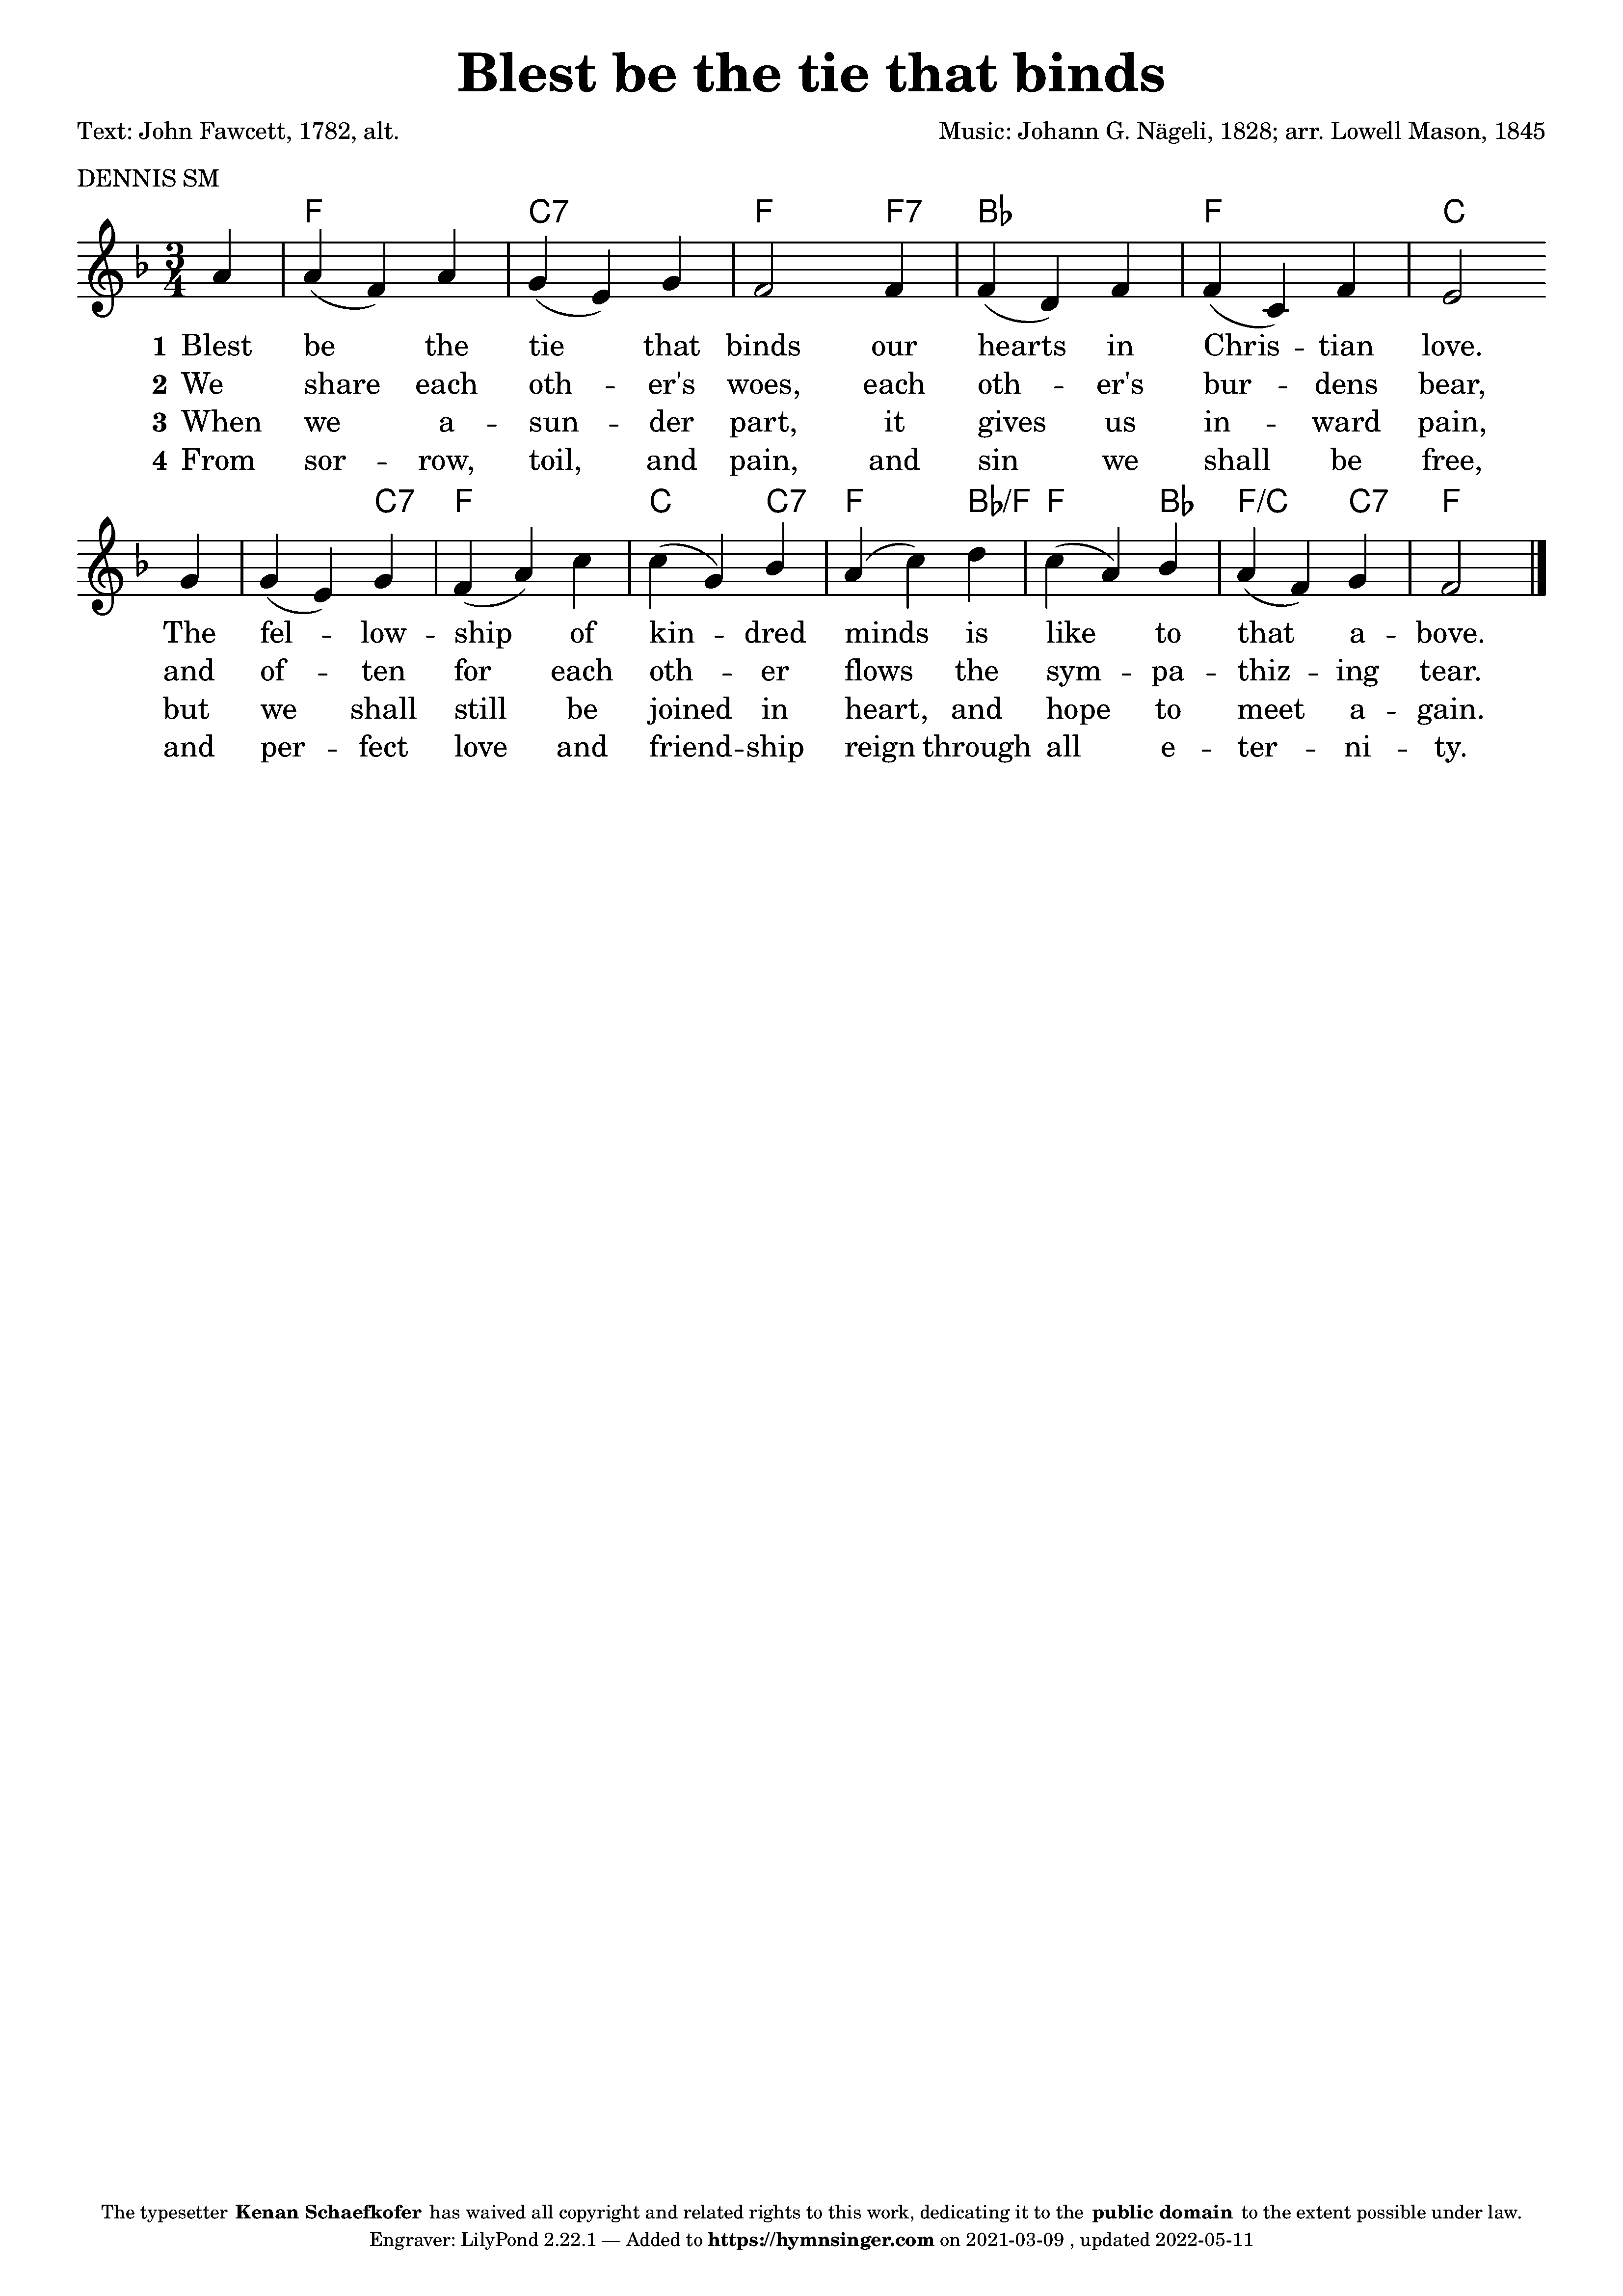 Blest be the tie that binds
Text: John Fawcett, 1782, alt. Music: Johann G. Nägeli, 1828; arr. Lowell Mason, 1845
DENNIS SM
F C7 F F7 B♭ F C
3
4
1 Blest be the tie that binds our hearts in Chris -- tian love.
2 We share each oth -- er's woes, each oth -- er's bur -- dens bear,
3 When we a -- sun -- der part, it gives us in -- ward pain,
4 From sor -- row, toil, and pain, and sin we shall be free,
C7 F C C7 F B♭/F F B♭ F/C C7 F
The fel -- low -- ship of kin -- dred minds is like to that a -- bove.
and of -- ten for each oth -- er flows the sym -- pa -- thiz -- ing tear.
but we shall still be joined in heart, and hope to meet a -- gain.
and per -- fect love and friend -- ship reign through all e -- ter -- ni -- ty.
The typesetter Kenan Schaefkofer has waived all copyright and related rights to this work, dedicating it to the public domain to the extent possible under law.
Engraver: LilyPond 2.22.1 — Added to https://hymnsinger.com on 2021-03-09 , updated 2022-05-11